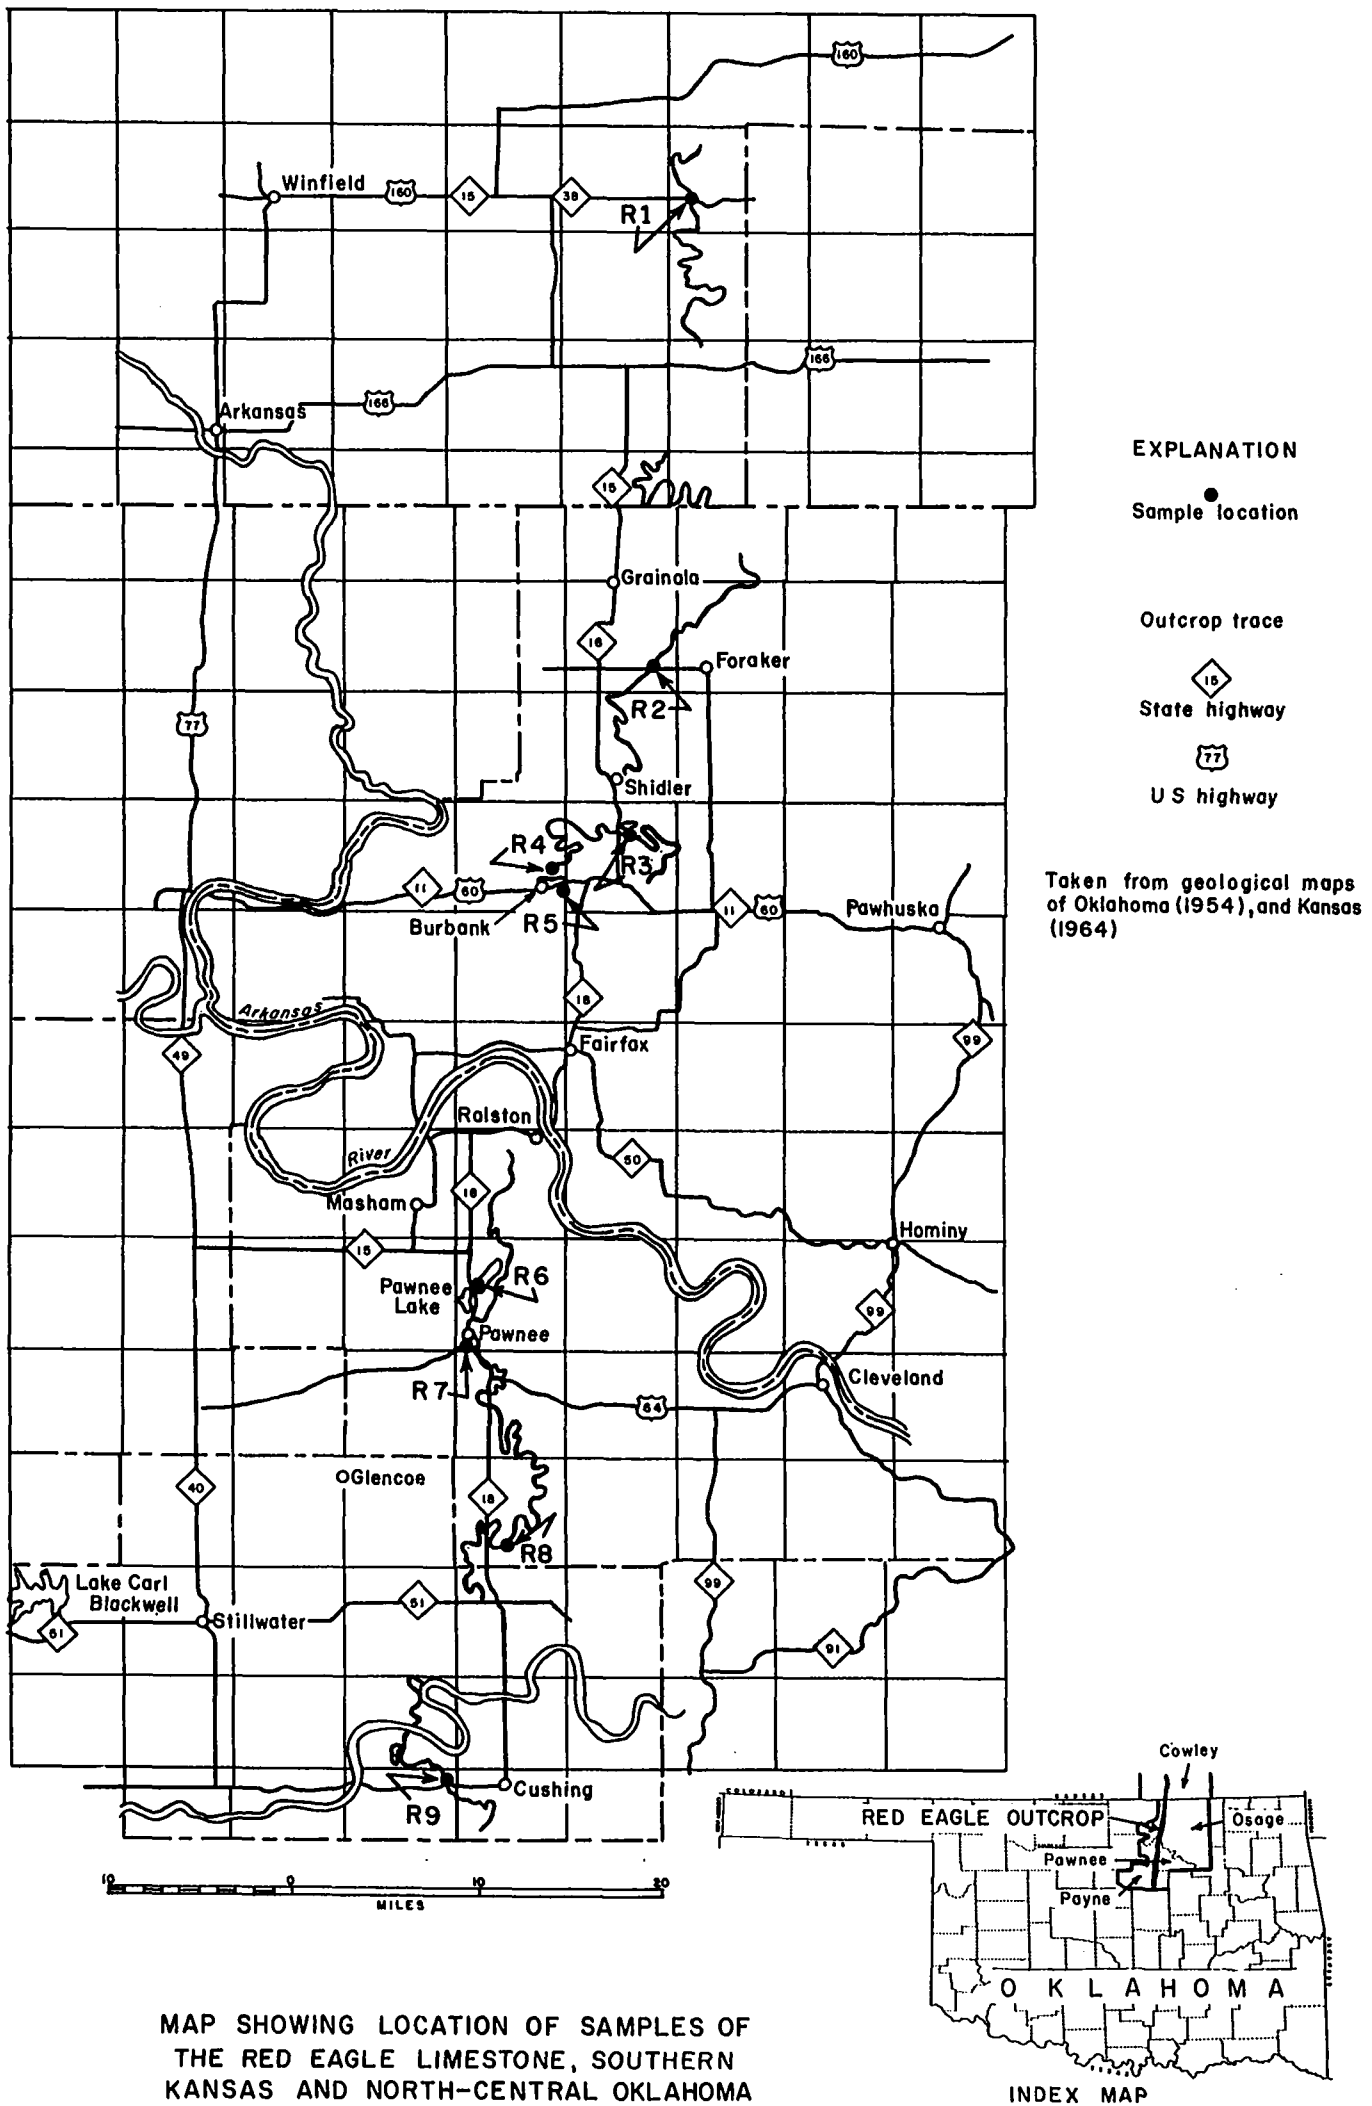 160
Winfield
160
15
38
R1
166
166
Arkansas
EXPLANATION
Sample location
15
Grainola
Outcrop trace
18
Foraker
15
R2
State highway
77
77
Shidler
US highway
R4
R3
11
60
Taken from geological maps
of Oklahoma (1954), and Kansas
(1964)
Burbank
R5
11
60
Pawhuska
18
Arkansas
49
Fairfax
99
Ralston
River
50
Masham
18
Hominy
15
Pawnee
Lake
R6
99
Pawnee
R7
Cleveland
64
Glencoe
40
18
R8
Lake Carl
Blackwell
99
51
51
Stillwater
91
Cushing
R9
Cowley
COLORADO
RED EAGLE OUTCROP
Osage
Pawnee
Payne
10 0 10 20
MILES
OKLAHOMA
MAP SHOWING LOCATION OF SAMPLES OF
THE RED EAGLE LIMESTONE, SOUTHERN
KANSAS AND NORTH-CENTRAL OKLAHOMA
INDEX MAP